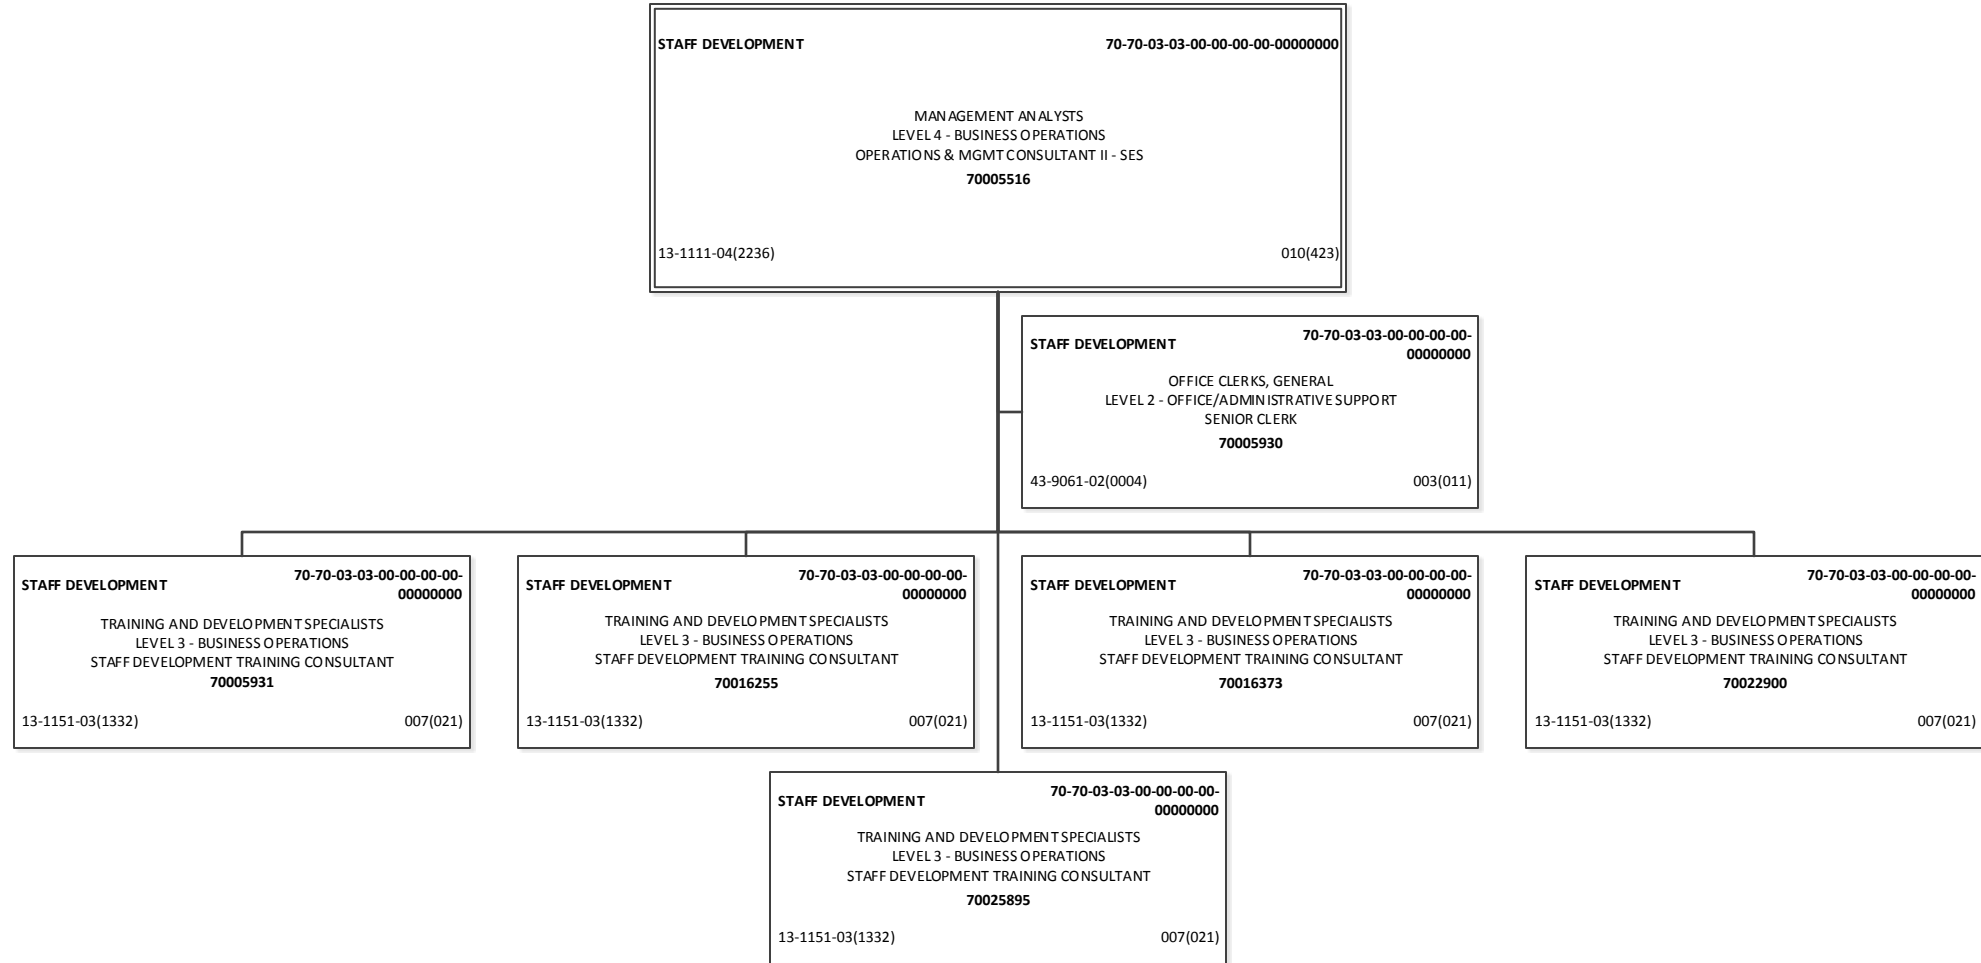 STAFF DEVELOPMENT 70-70-03-03-00-00-00-00-00000000
MANAGEMENT ANALYSTS
LEVEL 4 - BUSINESS OPERATIONS
OPERATIONS & MGMT CONSULTANT II - SES
70005516
13-1111-04(2236) 010(423)
STAFF DEVELOPMENT 70-70-03-03-00-00-00-00-
00000000
OFFICE CLERKS, GENERAL
LEVEL 2 - OFFICE/ADMINISTRATIVE SUPPORT
SENIOR CLERK
70005930
43-9061-02(0004) 003(011)
STAFF DEVELOPMENT 70-70-03-03-00-00-00-00-
00000000
TRAINING AND DEVELOPMENT SPECIALISTS
LEVEL 3 - BUSINESS OPERATIONS
STAFF DEVELOPMENT TRAINING CONSULTANT
70005931
13-1151-03(1332) 007(021)
STAFF DEVELOPMENT 70-70-03-03-00-00-00-00-
00000000
TRAINING AND DEVELOPMENT SPECIALISTS
LEVEL 3 - BUSINESS OPERATIONS
STAFF DEVELOPMENT TRAINING CONSULTANT
70016255
13-1151-03(1332) 007(021)
STAFF DEVELOPMENT 70-70-03-03-00-00-00-00-
00000000
TRAINING AND DEVELOPMENT SPECIALISTS
LEVEL 3 - BUSINESS OPERATIONS
STAFF DEVELOPMENT TRAINING CONSULTANT
70016373
13-1151-03(1332) 007(021)
STAFF DEVELOPMENT 70-70-03-03-00-00-00-00-
00000000
TRAINING AND DEVELOPMENT SPECIALISTS
LEVEL 3 - BUSINESS OPERATIONS
STAFF DEVELOPMENT TRAINING CONSULTANT
70022900
13-1151-03(1332) 007(021)
STAFF DEVELOPMENT 70-70-03-03-00-00-00-00-
00000000
TRAINING AND DEVELOPMENT SPECIALISTS
LEVEL 3 - BUSINESS OPERATIONS
STAFF DEVELOPMENT TRAINING CONSULTANT
70025895
13-1151-03(1332) 007(021)